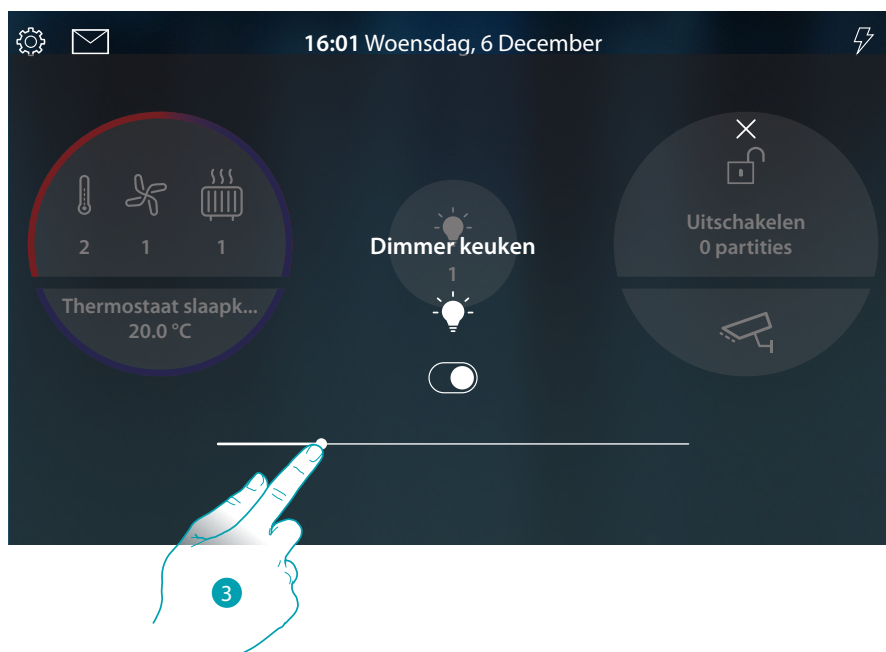 16:01 Woensdag, 6 December
2 1 1
Thermostaat slaapk...
20.0 °C
Dimmer keuken
1
Uitschakelen
0 partities
3